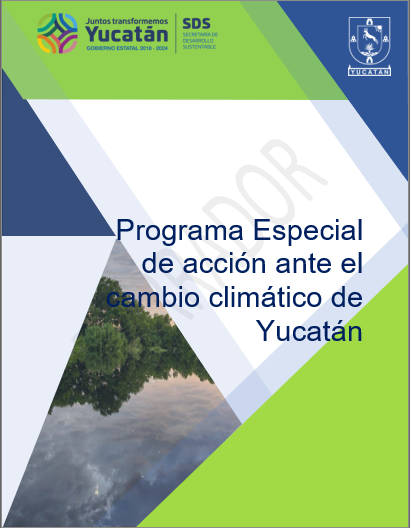 Juntos transformemos
Yucatán
GOBIERNO ESTATAL 2018 - 2024
SDS
SECRETARÍA DE
DESARROLLO
SUSTENTABLE
YUCATÁN
Programa Especial
de acción ante el
cambio climático de
Yucatán